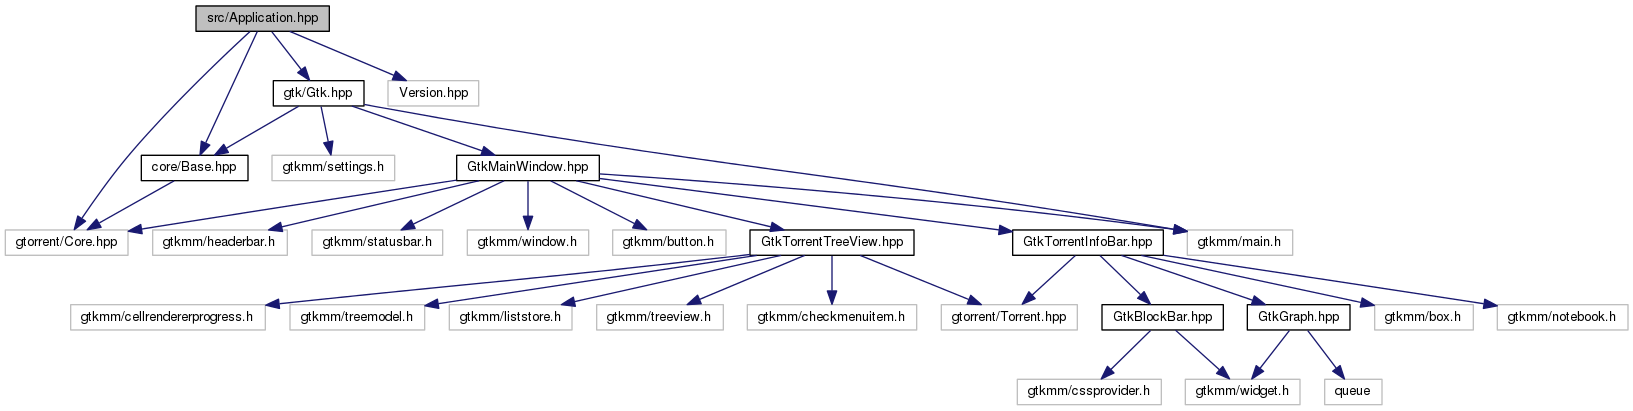 src/Application.hpp
gtk/Gtk.hpp
Version.hpp
core/Base.hpp
gtkmm/settings.h
GtkMainWindow.hpp
gtorrent/Core.hpp
gtkmm/headerbar.h
gtkmm/statusbar.h
gtkmm/window.h
gtkmm/button.h
GtkTorrentTreeView.hpp
GtkTorrentInfoBar.hpp
gtkmm/main.h
gtkmm/cellrendererprogress.h
gtkmm/treemodel.h
gtkmm/liststore.h
gtkmm/treeview.h
gtkmm/checkmenuitem.h
gtorrent/Torrent.hpp
GtkBlockBar.hpp
GtkGraph.hpp
gtkmm/box.h
gtkmm/notebook.h
gtkmm/cssprovider.h
gtkmm/widget.h
queue